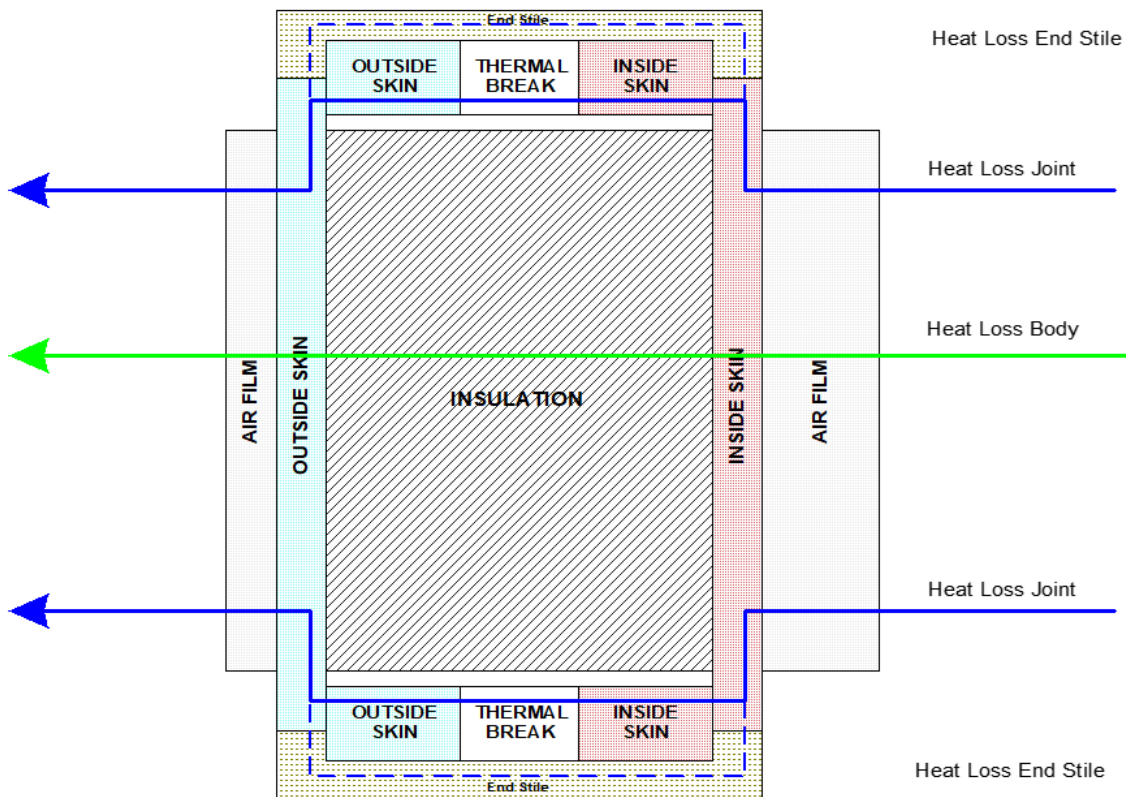 End Stile
Heat Loss End Stile
OUTSIDE
SKIN
THERMAL
BREAK
INSIDE
SKIN
Heat Loss Joint
Heat Loss Body
AIR FILM
OUTSIDE SKIN
INSULATION
INSIDE SKIN
AIR FILM
Heat Loss Joint
OUTSIDE
SKIN
THERMAL
BREAK
INSIDE
SKIN
Heat Loss End Stile
End Stile